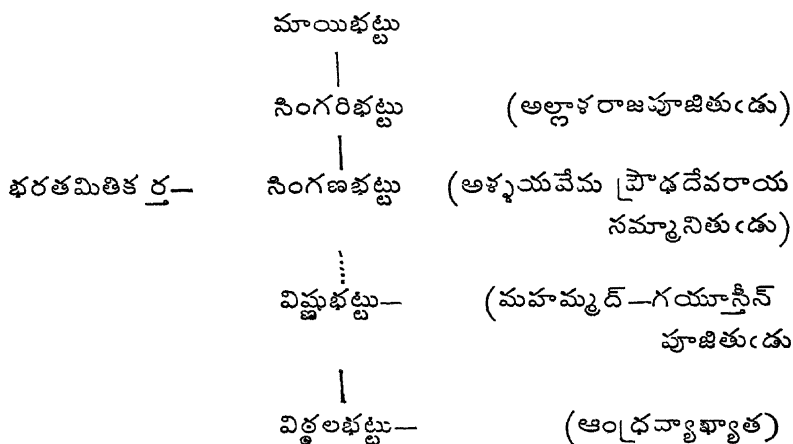 మాయిభట్టు
సింగరిభట్టు (అల్లాళరాజపూజితుఁడు)
భరతమితికర్త— సింగణభట్టు (అళ్ళయవేమ ప్రౌఢదేవరాయ
సమ్మానితుఁడు)
విష్ణుభట్టు— (మహమ్మద్—గయాస్తీన్
పూజితుఁడు
విఠ్ఠలభట్టు— (ఆంధ్రవ్యాఖ్యాత)